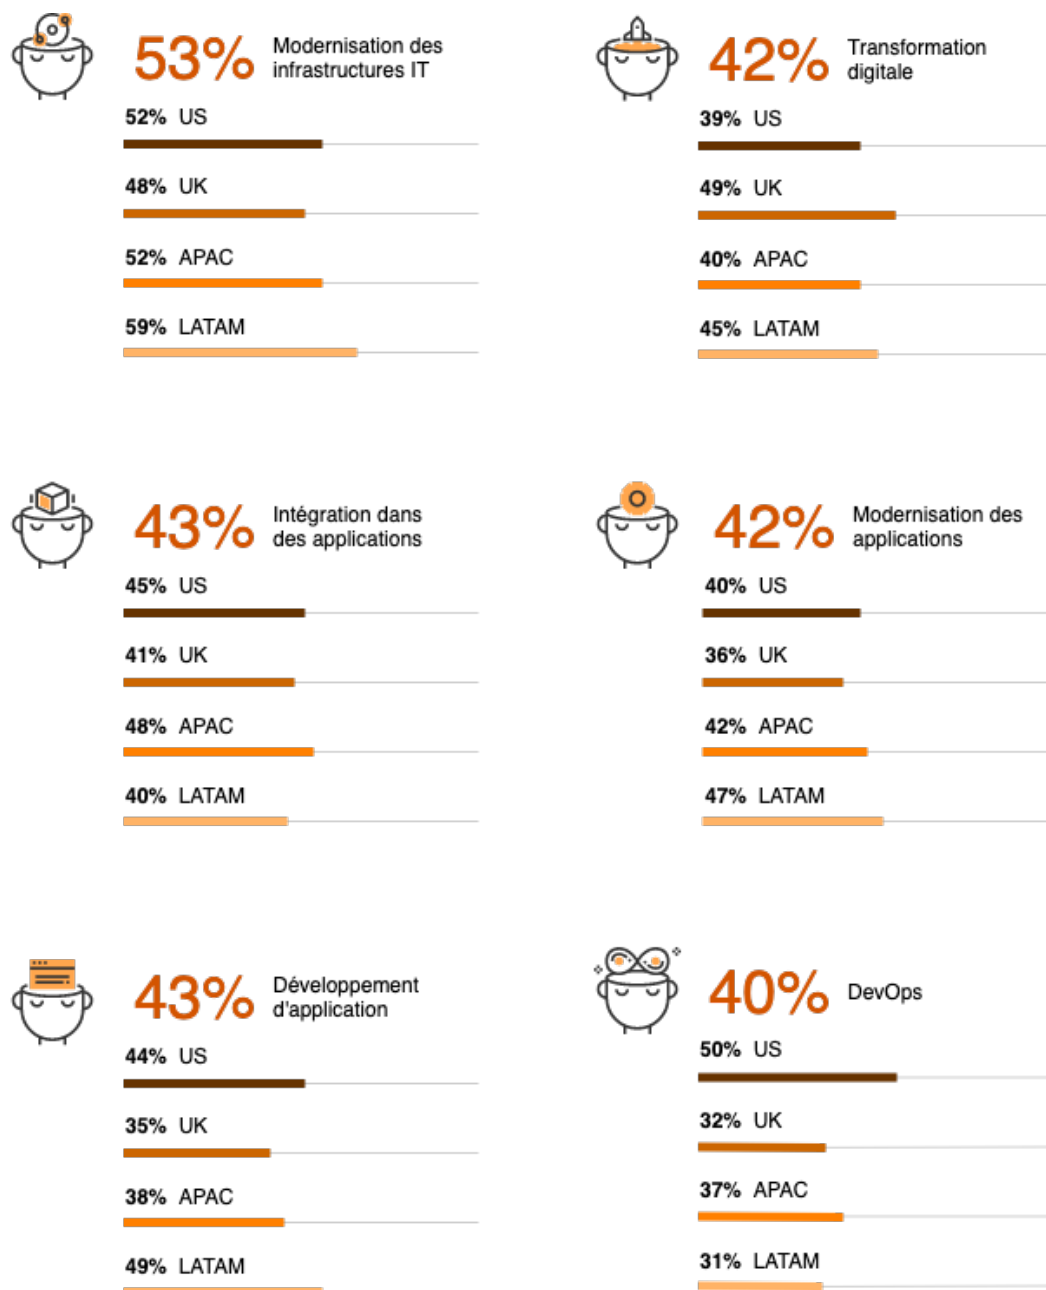 53% Modernisation des
infrastructures IT
52% US
48% UK
52% APAC
59% LATAM
42% Transformation
digitale
39% US
49% UK
40% APAC
45% LATAM
43% Intégration dans
des applications
45% US
41% UK
48% APAC
40% LATAM
42% Modernisation des
applications
40% US
36% UK
42% APAC
47% LATAM
43% Développement
d'application
44% US
35% UK
38% APAC
49% LATAM
40% DevOps
50% US
32% UK
37% APAC
31% LATAM